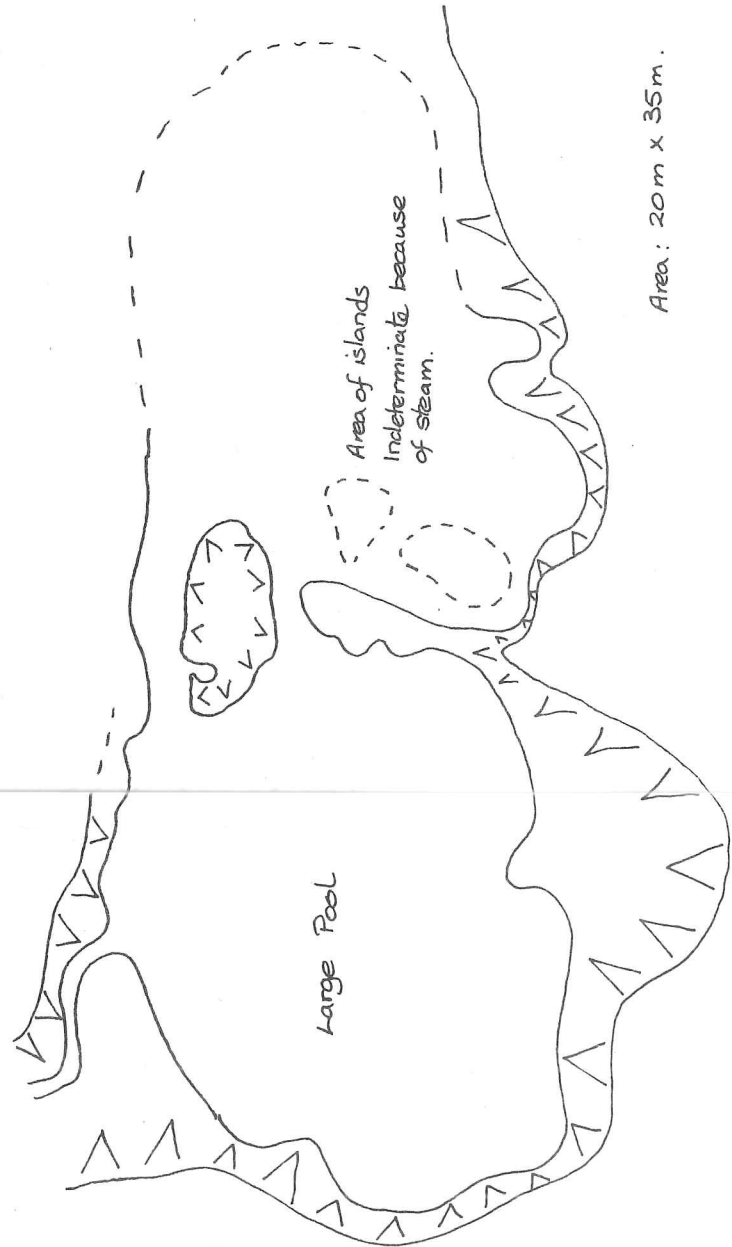 Large Pool
Area of islands
Indeterminate because
of steam.
Area: 20m x 35m.